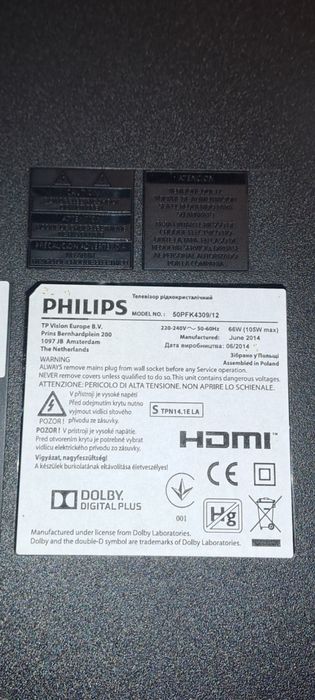 ATENCION
PHILIPS
Телевізор рідкокристалічний
MODEL NO.: 50PFK4309/12
TP Vision Europe B.V.
Prins Bernhardplein 200
1097 JB Amsterdam
The Netherlands
220-240V~ 50-60Hz 66W (105W max)
Manufactured: June 2014
Дата виробництва: 06/2014
Зібрано у Польщі
Assembled in Poland
WARNING
ALWAYS remove mains plug from wall socket before any Service operation.
NEVER remove covers unless qualified to do so.This unit contains dangerous voltages.
ATTENZIONE: PERICOLO DI ALTA TENSIONE. NON APRIRE LO SCHIENALE.
V přístroji je vysoké napětí.
Před odejmutím krytu nutno
vyjmout vidlici síťového
POZOR! přívodu ze zásuvky.
S TPN14.1E LA
POZOR! V prístroji je vysoké napätie.
Pred otvorením krytu je potrebné vybrat
vidlicu elektrického prívodu zo zásuvky.
Vigyázat, nagyfeszültség!
A készülek burkolatának eltávolítása életveszélyes!
HDMI
CE
DOLBY
DIGITAL PLUS
001
Hg
Manufactured under license from Dolby Laboratories.
Dolby and the double-D symbol are trademarks of Dolby Laboratories.